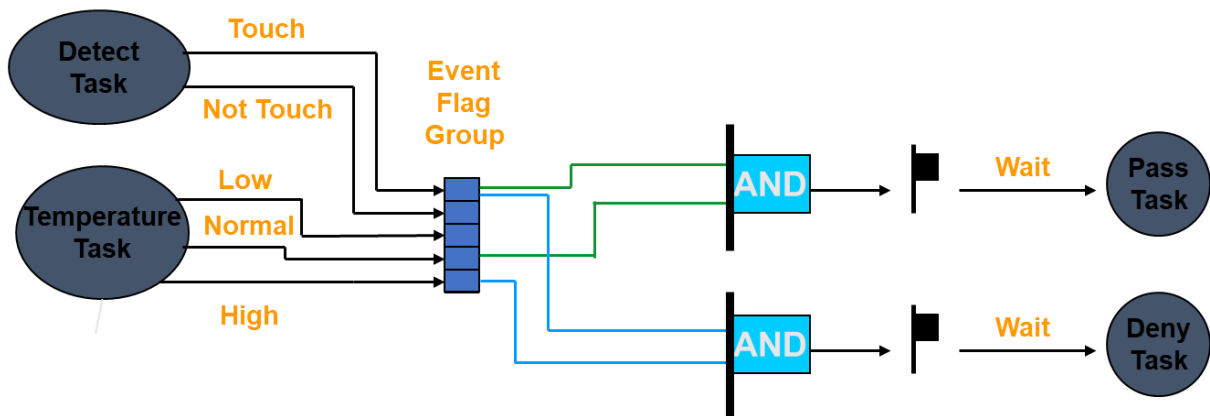 Detect
Task
Touch
Not Touch
Event
Flag
Group
Temperature
Task
Low
Normal
High
AND
Wait
Pass
Task
AND
Wait
Deny
Task